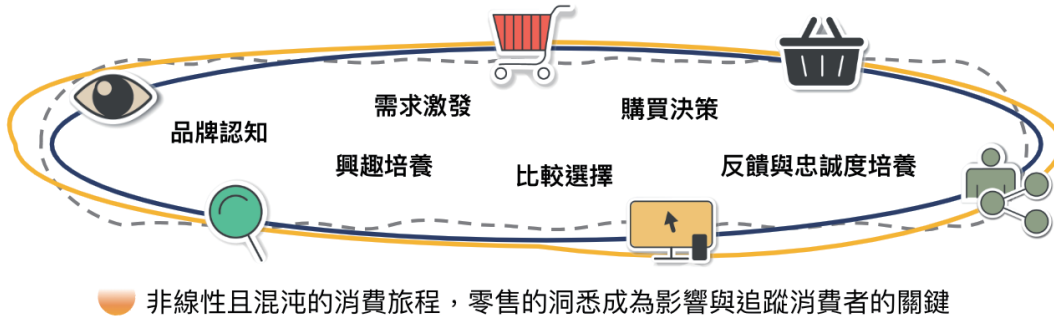 品牌認知
需求激發
購買決策
興趣培養
比較選擇
反饋與忠誠度培養
非線性且混沌的消費旅程，零售的洞悉成為影響與追蹤消費者的關鍵